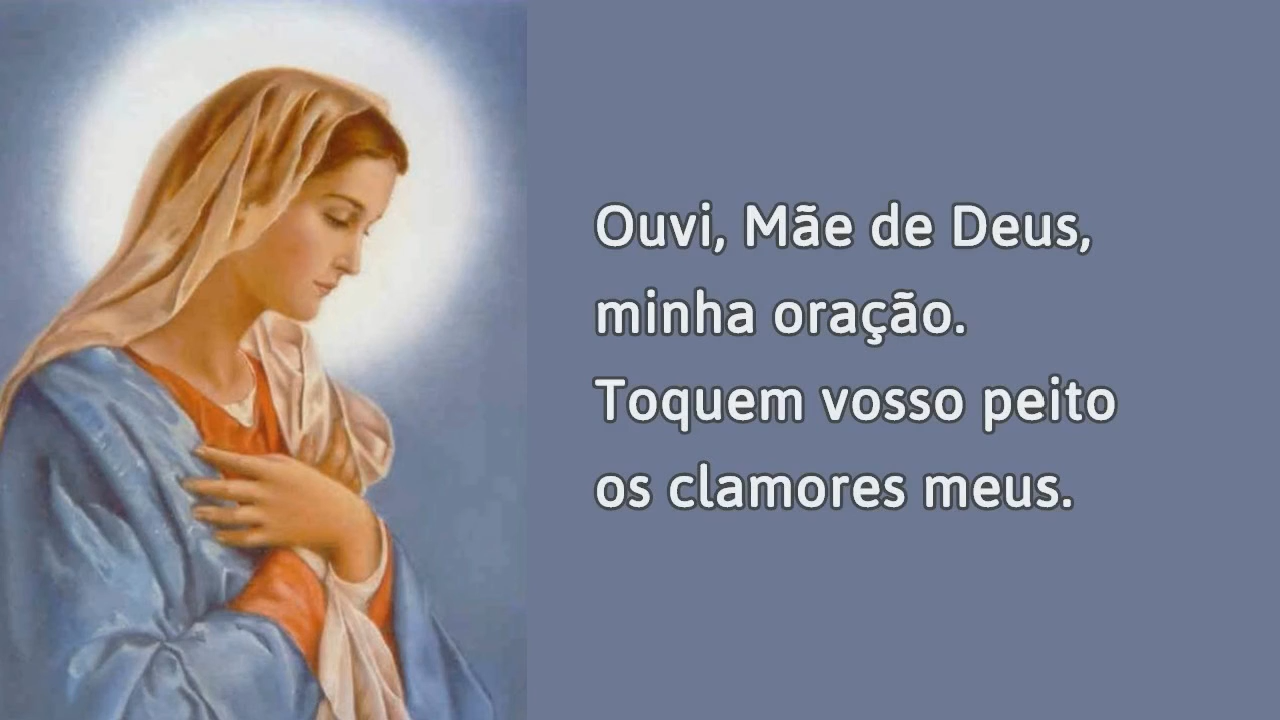 Ouvi, Mãe de Deus,
minha oração.
Toquem vosso peito
os clamores meus.